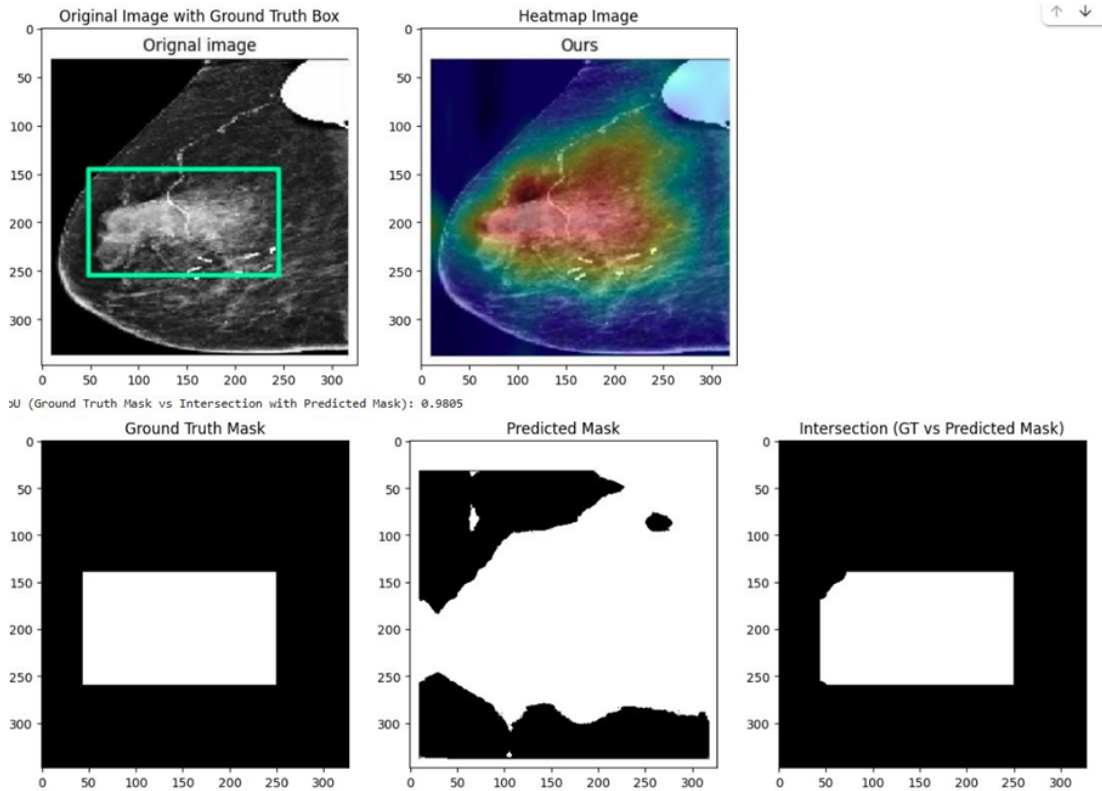 Original Image with Ground Truth Box
Heatmap Image
Orignal image
Ours
0
50
100
150
200
250
300
0 50 100 150 200 250 300
0
50
100
150
200
250
300
0 50 100 150 200 250 300
oU (Ground Truth Mask vs Intersection with Predicted Mask): 0.9805
Ground Truth Mask
Predicted Mask
Intersection (GT vs Predicted Mask)
0
50
100
150
200
250
300
0 50 100 150 200 250 300
0
50
100
150
200
250
300
0 50 100 150 200 250 300
0
50
100
150
200
250
300
0 50 100 150 200 250 300